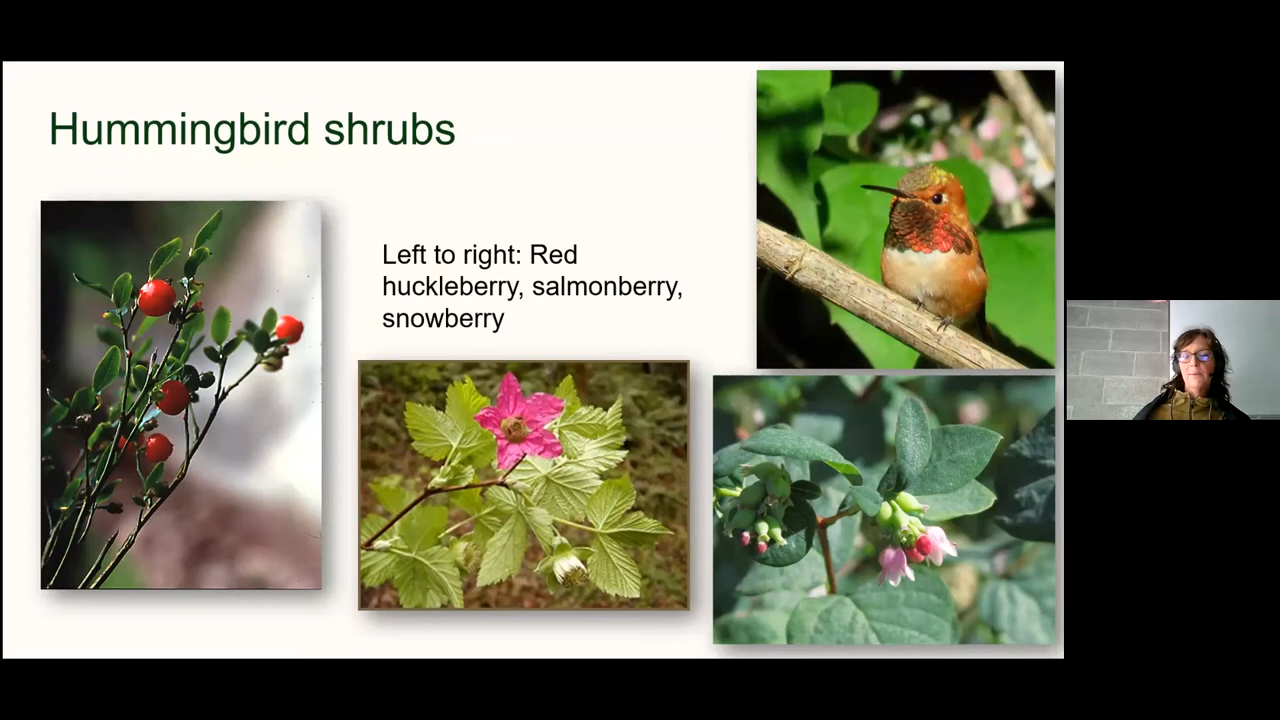 Hummingbird shrubs
Left to right: Red
huckleberry, salmonberry,
snowberry